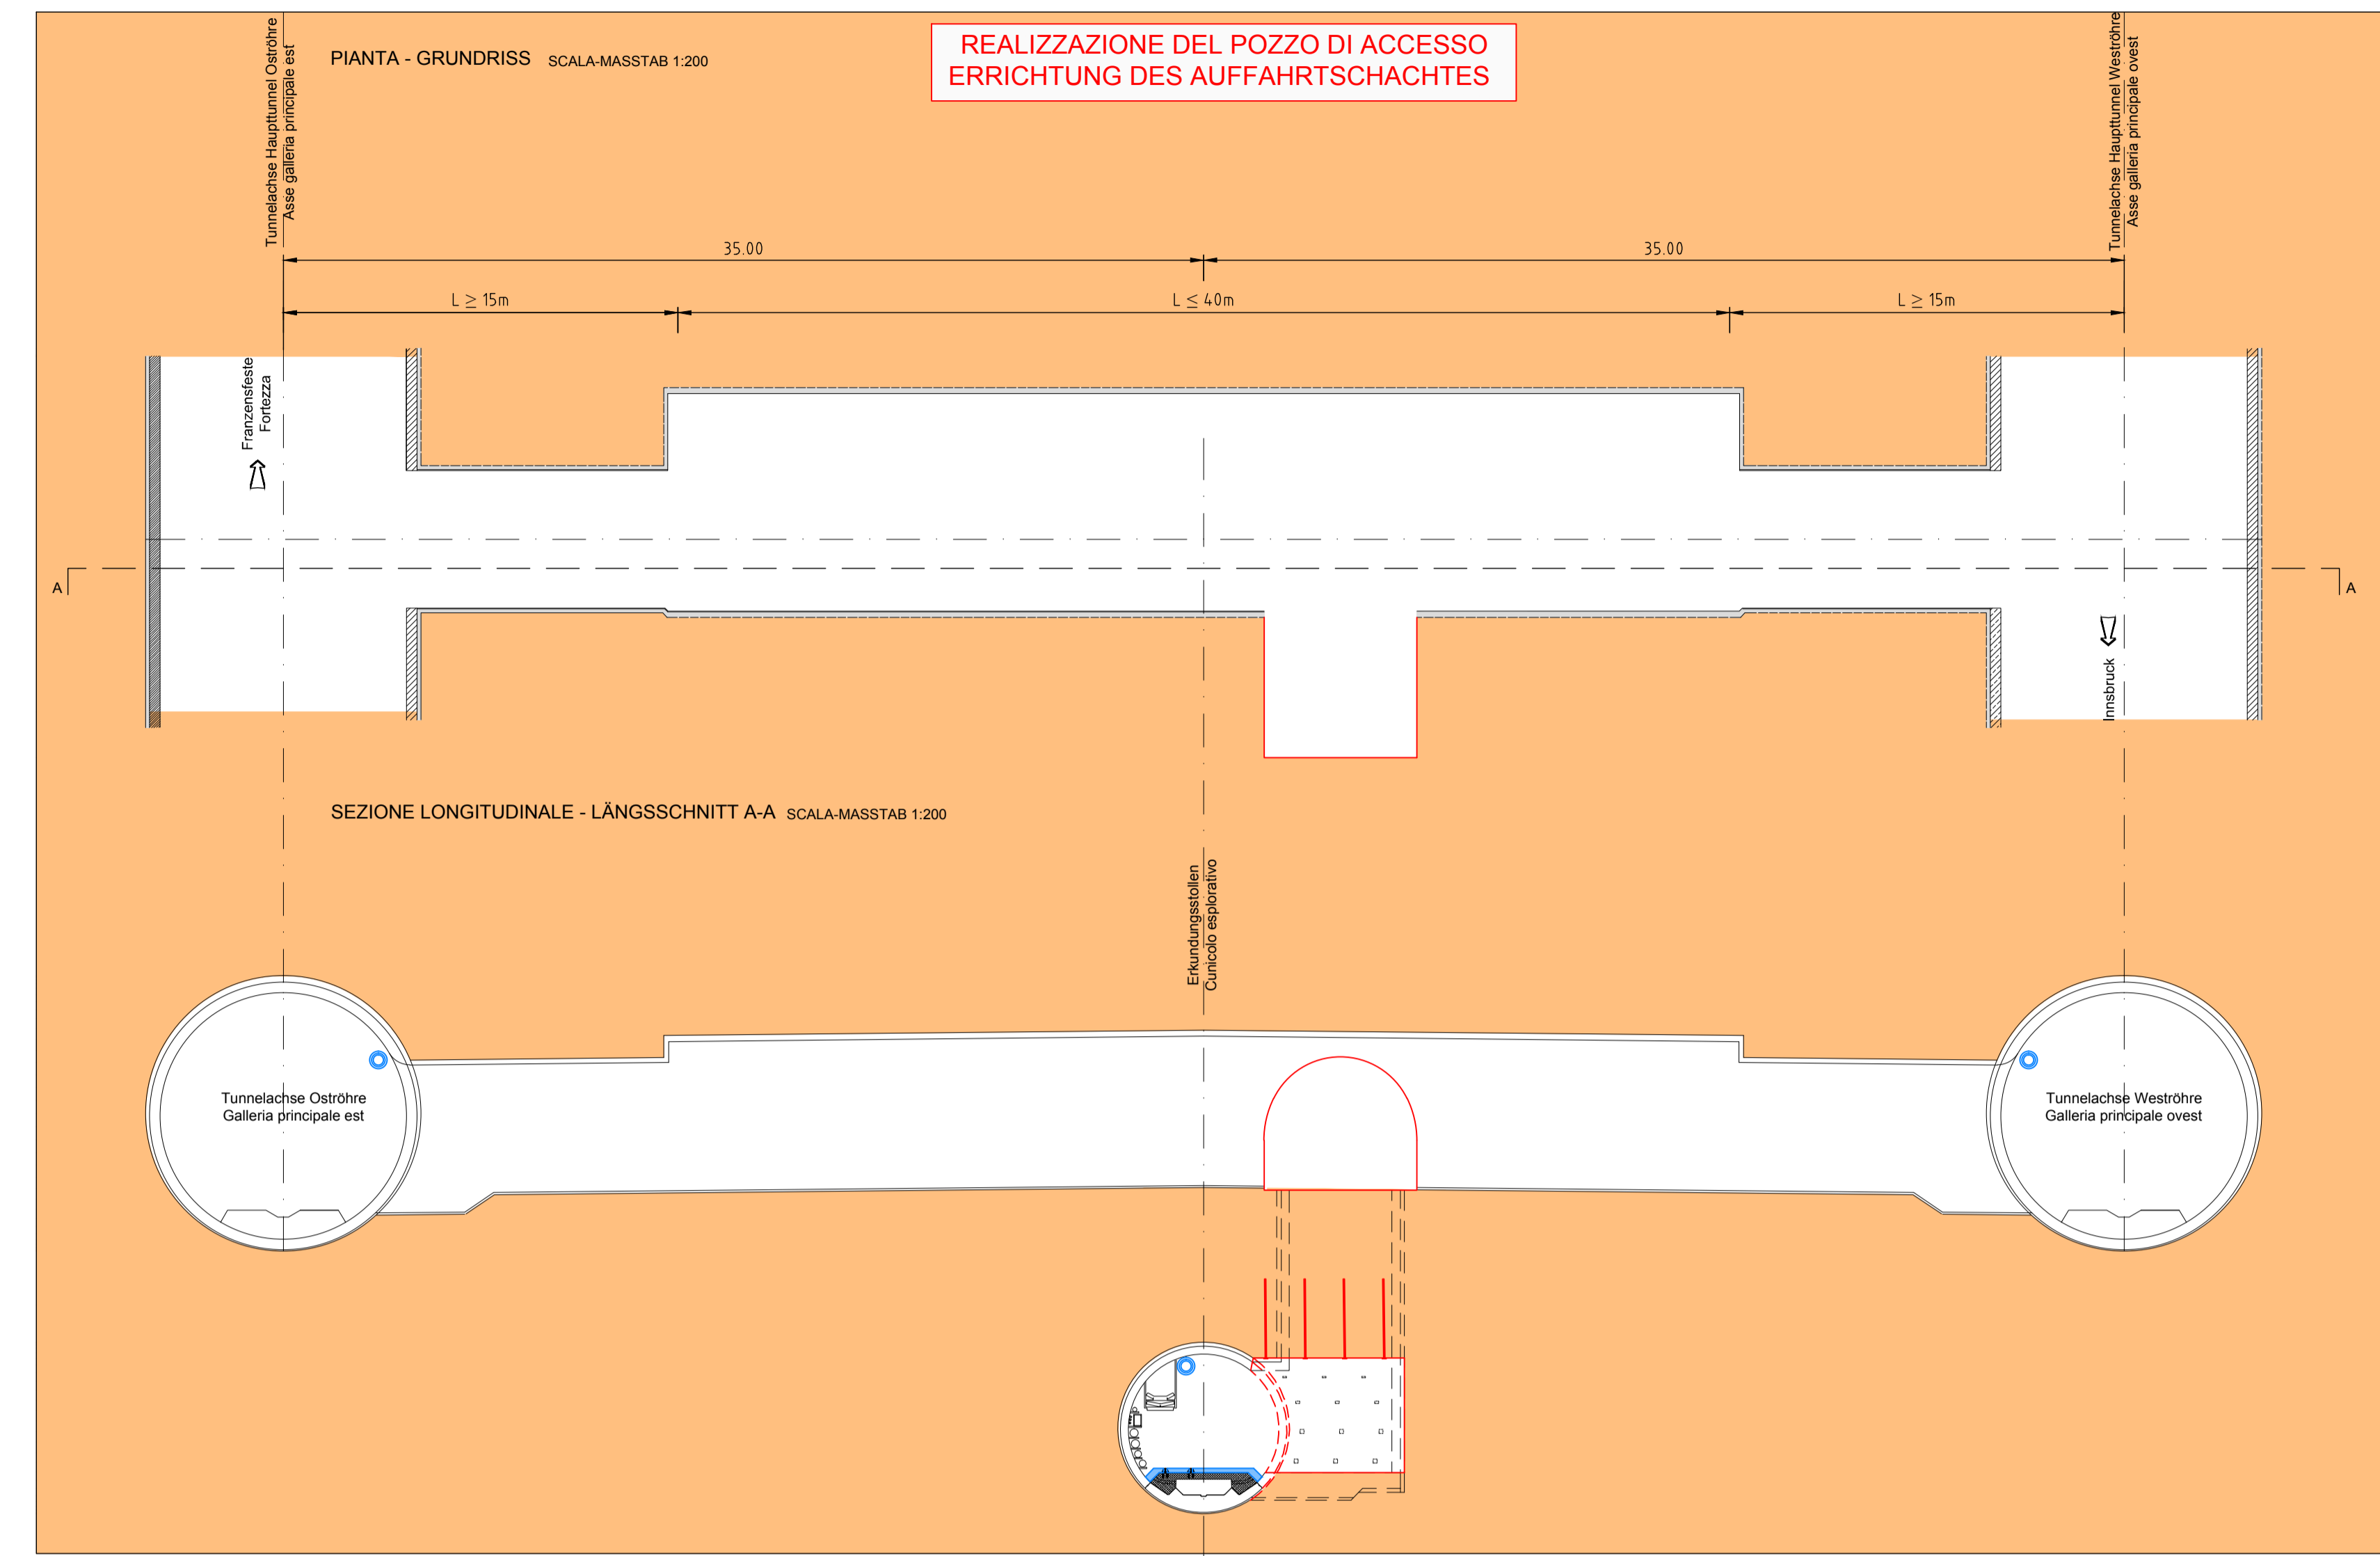 Tunnelachse Haupttunnel Oströhre
Asse galleria principale est
PIANTA - GRUNDRISS SCALA-MASSTAB 1:200
REALIZZAZIONE DEL POZZO DI ACCESSO
ERRICHTUNG DES AUFFAHRTSCHACHTES
Tunnelachse Haupttunnel Weströhre
Asse galleria principale ovest
35.00
35.00
L ≥ 15m
L ≤ 40m
L ≥ 15m
Franzensfeste
Fortezza
A
A
Innsbruck
SEZIONE LONGITUDINALE - LÄNGSSCHNITT A-A SCALA-MASSTAB 1:200
Erkundungsstollen
Cunicolo esplorativo
Tunnelachse Oströhre
Galleria principale est
Tunnelachse Weströhre
Galleria principale ovest